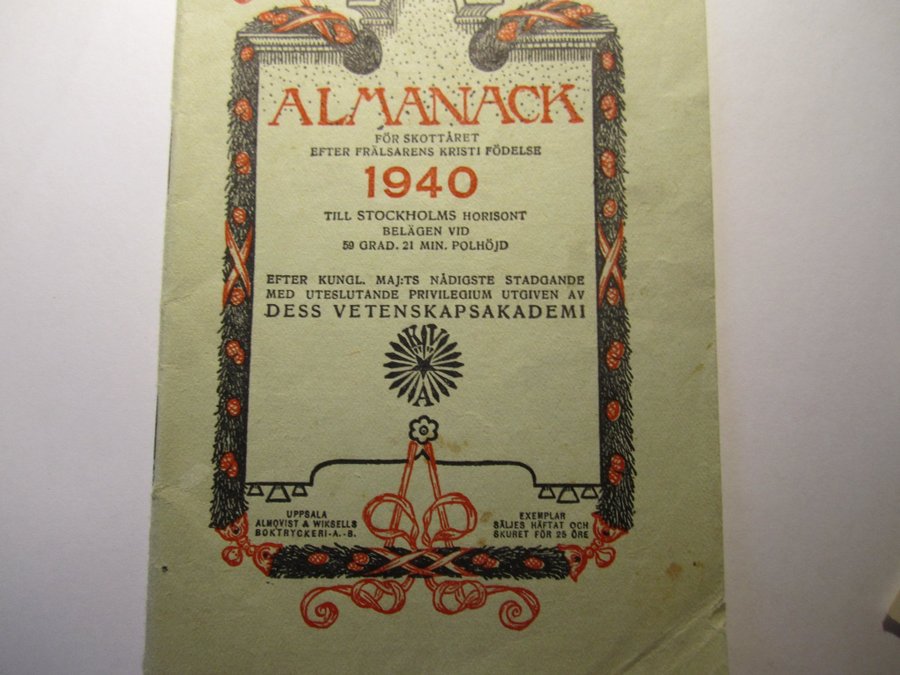 ALMANACK
FÖR SKOTTÅRET
EFTER FRÄLSARENS KRISTI FÖDELSE
1940
TILL STOCKHOLMS HORISONT
BELÄGEN VID
59 GRAD. 21 MIN. POLHÖJD
EFTER KUNGL. MAJ:TS NÅDIGSTE STADGANDE
MED UTESLUTANDE PRIVILEGIUM UTGIVEN AV
DESS VETENSKAPSAKADEMI
K V
A
UPPSALA
ALMQVIST & WIKSELLS
BOKTRYCKERI-A.-B.
EXEMPLAR
SÄLJES HÄFTAT OCH
SKURET FÖR 25 ÖRE